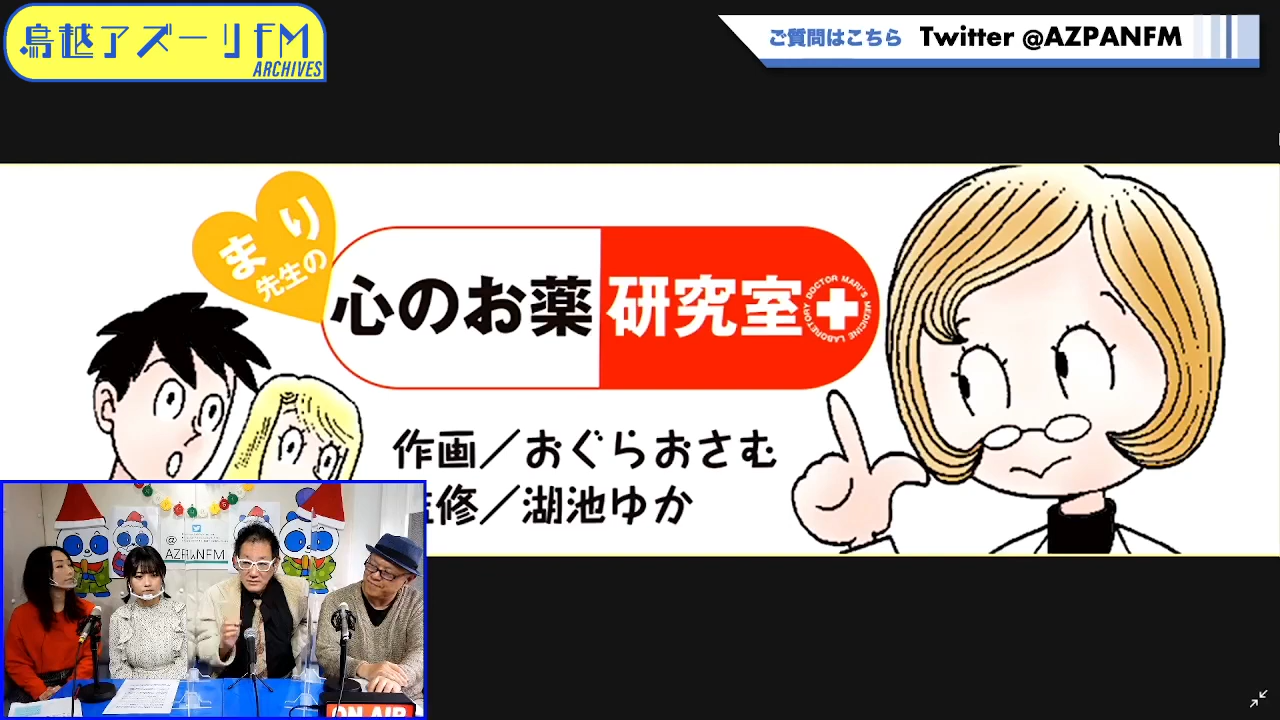 鳥越アズーリFM
ARCHIVES
ご質問はこちら Twitter @AZPANFM
まり
先生の
心のお薬研究室
DOCTOR MARI'S MEDICINE LABORETORY
作画/おぐらおさむ
監修/湖池ゆか
@
AZPANFM
ON AIR